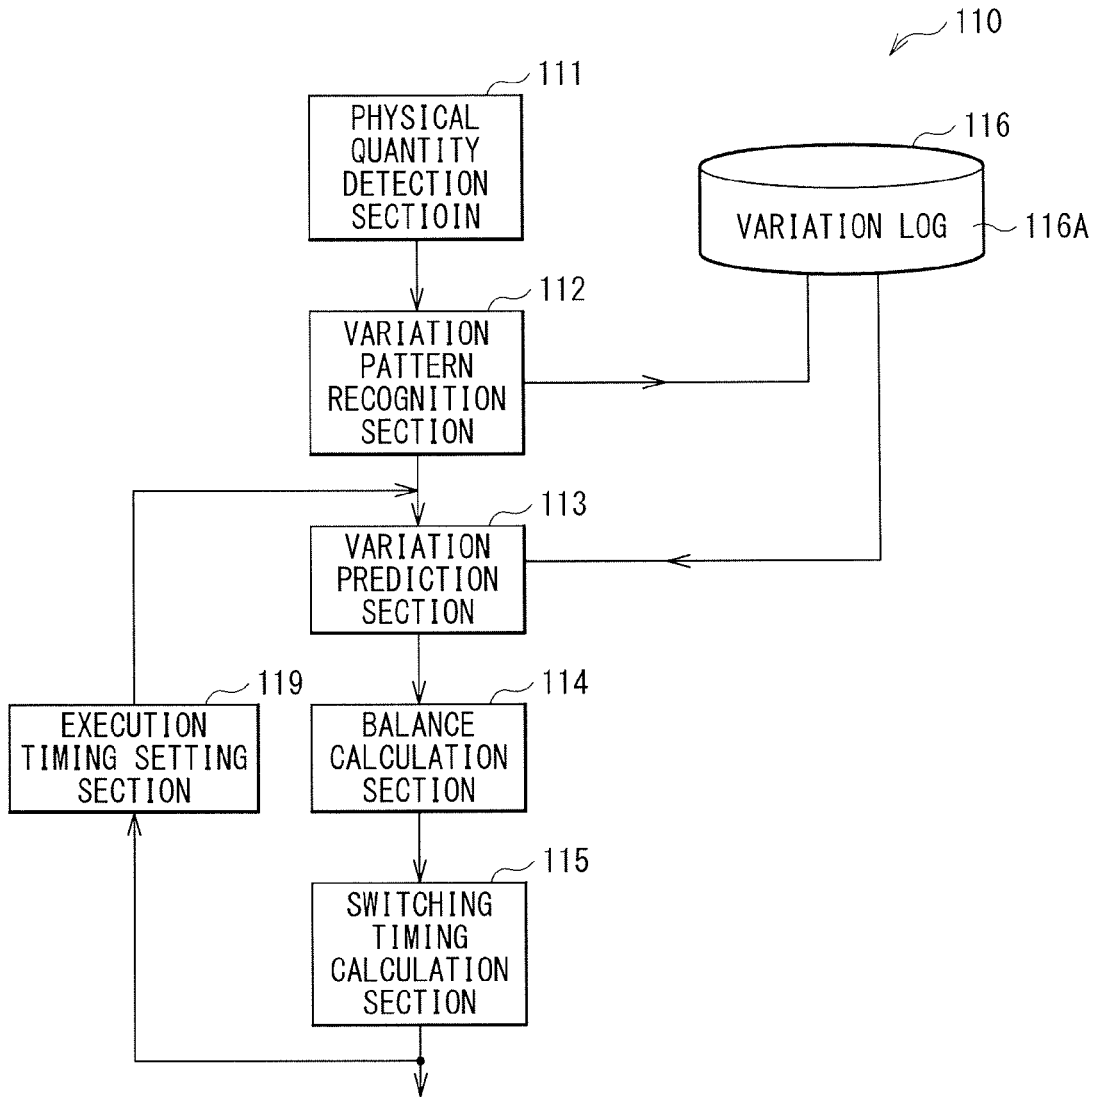 110
111
PHYSICAL
QUANTITY
DETECTION
SECTIOIN
116
VARIATION LOG
116A
112
VARIATION
PATTERN
RECOGNITION
SECTION
113
VARIATION
PREDICTION
SECTION
119
EXECUTION
TIMING SETTING
SECTION
114
BALANCE
CALCULATION
SECTION
115
SWITCHING
TIMING
CALCULATION
SECTION